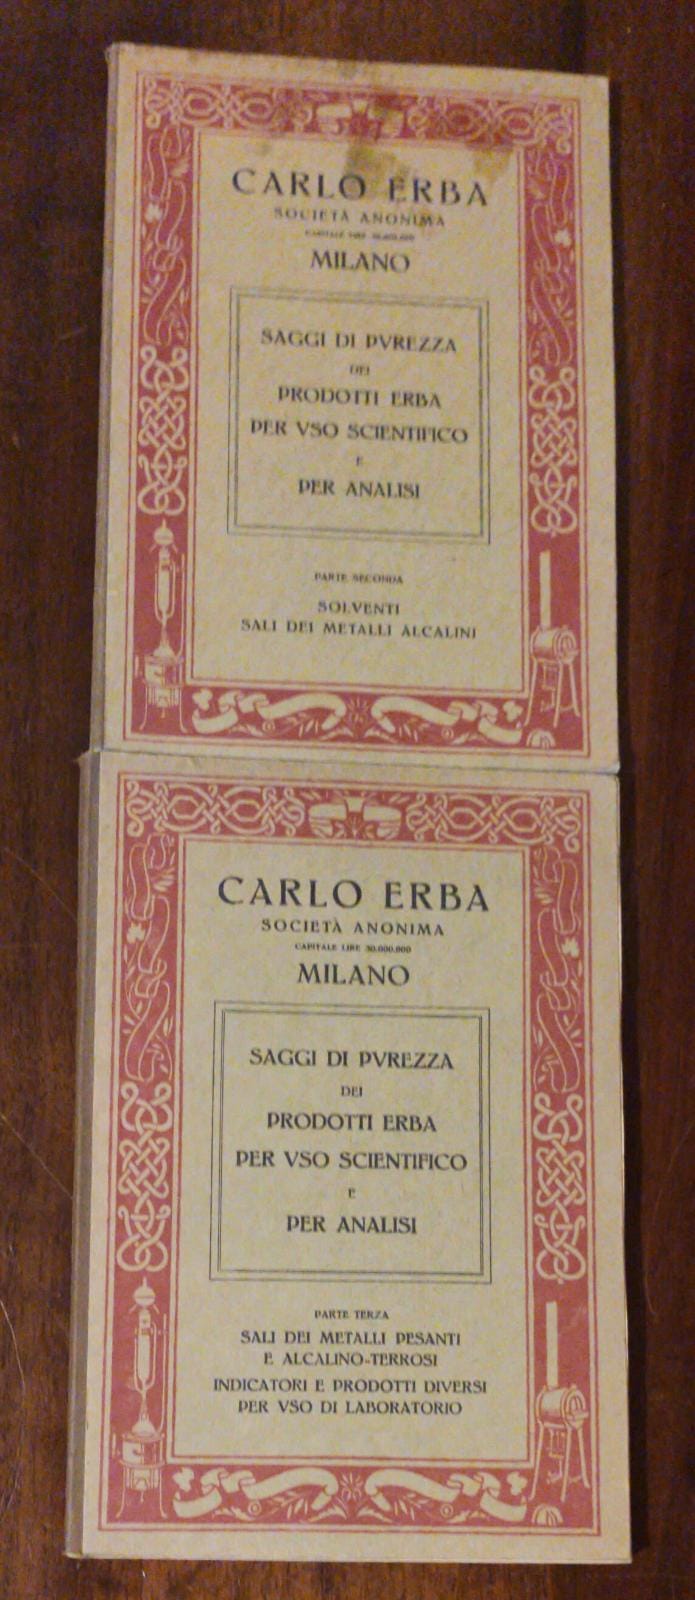 CARLO ERBA
SOCIETÀ ANONIMA
CAPITALE LIRE
MILANO
SAGGI DI PVREZZA
DEI
PRODOTTI ERBA
PER VSO SCIENTIFICO
E
PER ANALISI
PARTE SECONDA
SOLVENTI
SALI DEI METALLI ALCALINI
CARLO ERBA
SOCIETÀ ANONIMA
CAPITALE LIRE 30.000.000
MILANO
SAGGI DI PVREZZA
DEI
PRODOTTI ERBA
PER VSO SCIENTIFICO
E
PER ANALISI
PARTE TERZA
SALI DEI METALLI PESANTI
E ALCALINO-TERROSI
INDICATORI E PRODOTTI DIVERSI
PER VSO DI LABORATORIO